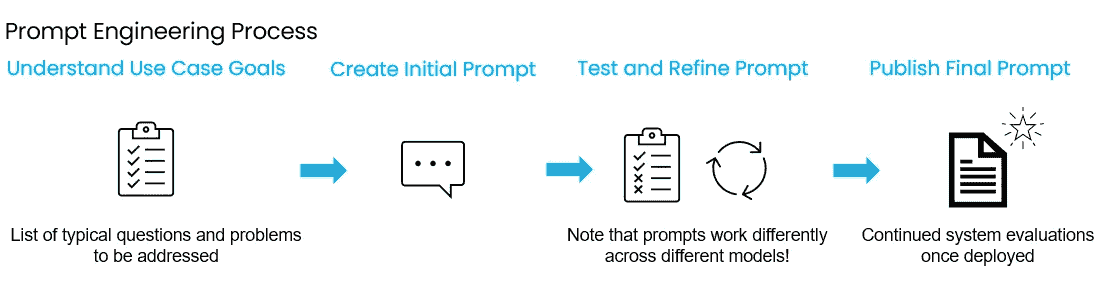 Prompt Engineering Process
Understand Use Case Goals
Create Initial Prompt
Test and Refine Prompt
Publish Final Prompt
List of typical questions and problems
to be addressed
Note that prompts work differently
across different models!
Continued system evaluations
once deployed